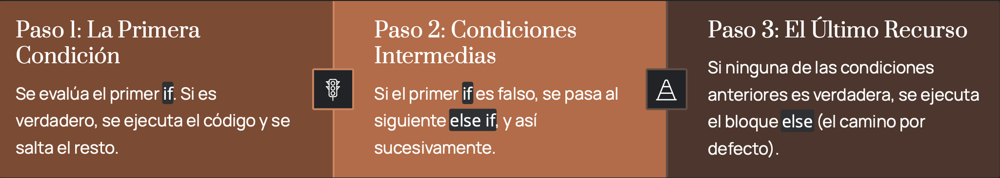 Paso 1: La Primera
Condición
Se evalúa el primer if. Si es
verdadero, se ejecuta el código y se
salta el resto.
Paso 2: Condiciones
Intermedias
Si el primer if es falso, se pasa al
siguiente else if, y así
sucesivamente.
Paso 3: El Último Recurso
Si ninguna de las condiciones
anteriores es verdadera, se ejecuta
el bloque else (el camino por
defecto).